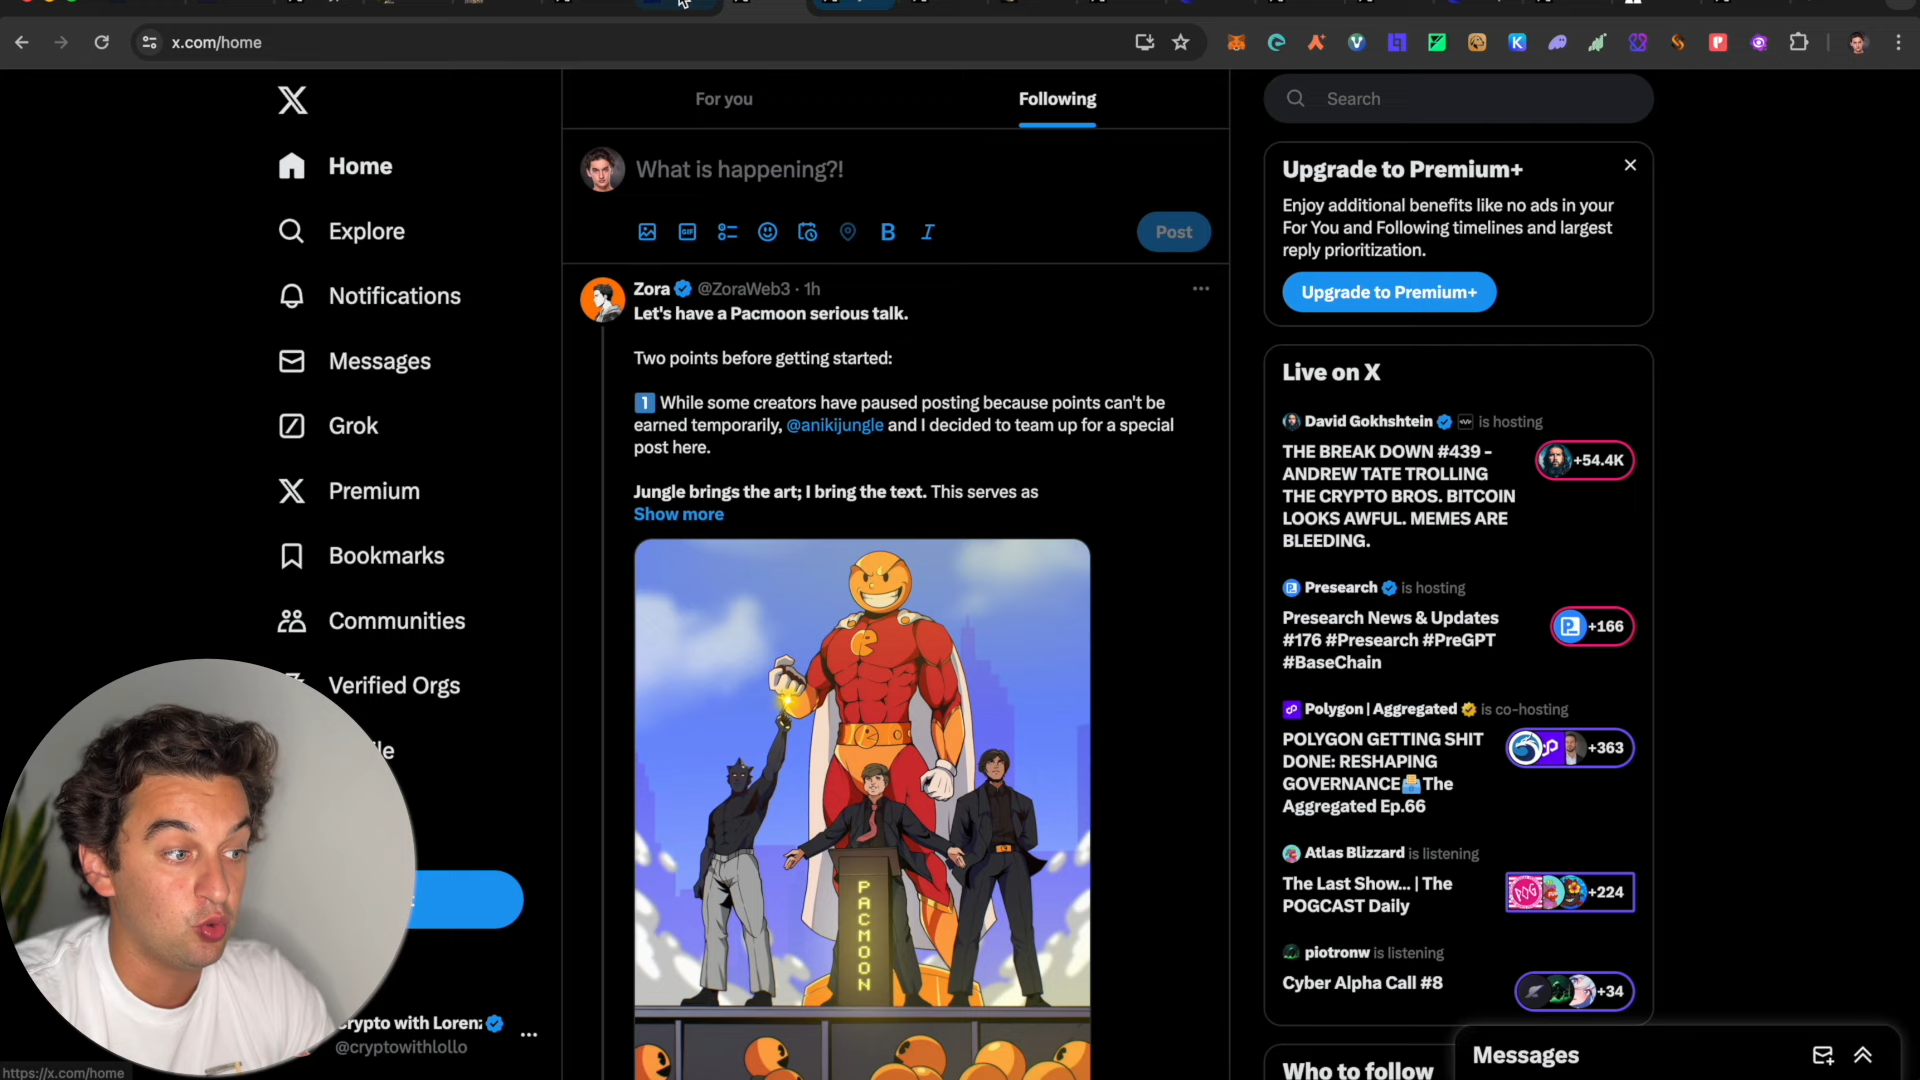 x.com/home
For you
Following
Search
Home
What is happening?!
Upgrade to Premium+
Enjoy additional benefits like no ads in your
For You and Following timelines and largest
reply prioritization.
Explore
GIF
B I
Post
Upgrade to Premium+
Zora @ZoraWeb3 · 1h
Let's have a Pacmoon serious talk.
Notifications
Two points before getting started:
Messages
Live on X
1 While some creators have paused posting because points can't be
earned temporarily, @anikijungle and I decided to team up for a special
post here.
Grok
David Gokhshtein is hosting
THE BREAK DOWN #439 -
ANDREW TATE TROLLING
THE CRYPTO BROS. BITCOIN
LOOKS AWFUL. MEMES ARE
BLEEDING.
+54.4K
Premium
Jungle brings the art; I bring the text. This serves as
Show more
Bookmarks
Presearch is hosting
Presearch News & Updates
#176 #Presearch #PreGPT
#BaseChain
+166
Communities
Verified Orgs
Polygon | Aggregated is co-hosting
POLYGON GETTING SHIT
DONE: RESHAPING
GOVERNANCE The
Aggregated Ep.66
+363
PACMOON
Atlas Blizzard is listening
The Last Show... | The
POGCAST Daily
POG
+224
piotronw is listening
Cyber Alpha Call #8
+34
Crypto with Lorenz
@cryptowithlollo
Messages
Who to follow
https://x.com/home